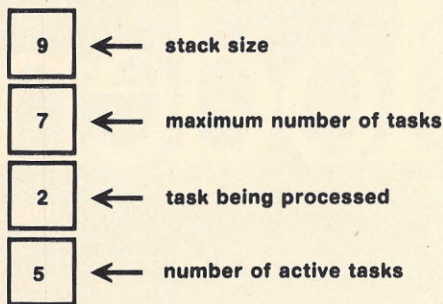 9 stack size
7 maximum number of tasks
2 task being processed
5 number of active tasks